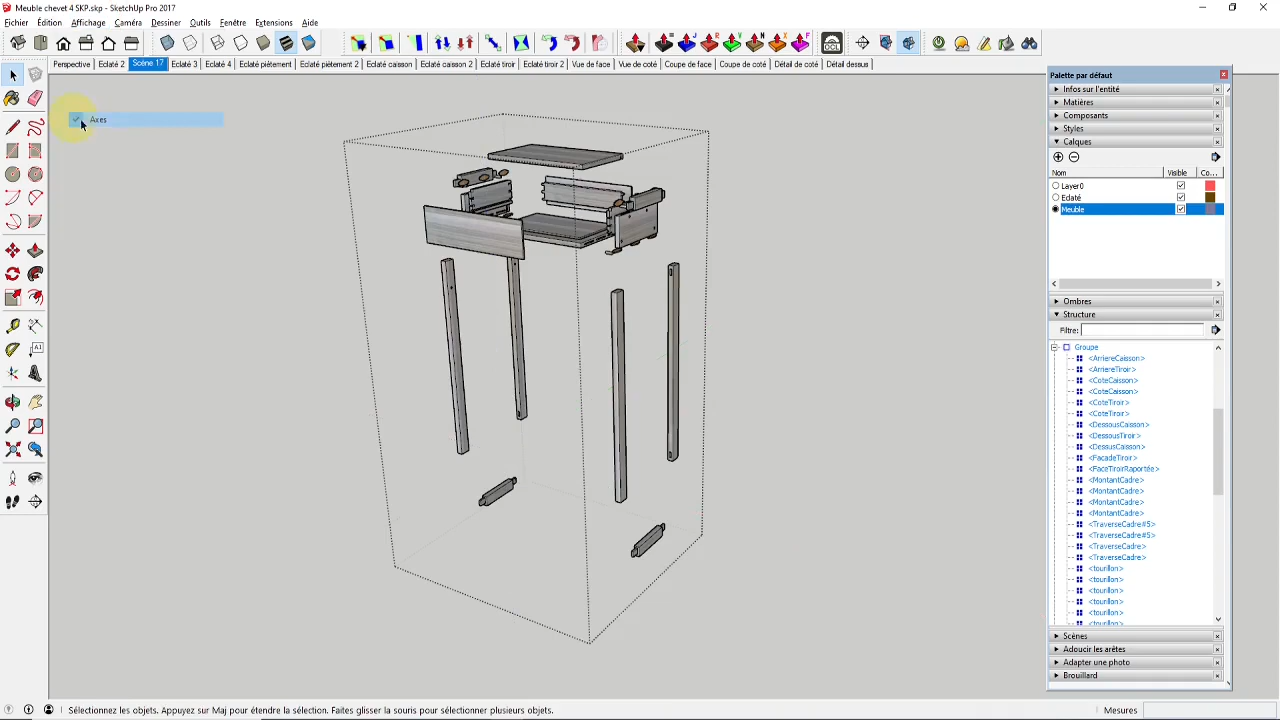 Meuble chevet 4 SKP.skp - SketchUp Pro 2017
Fichier Édition Affichage Caméra Dessiner Outils Fenêtre Extensions Aide
OCL
Perspective Eclaté 2 Scène 17 Eclaté 3 Eclaté 4 Eclaté piètement Eclaté piètement 2 Eclaté caisson Eclaté caisson 2 Eclaté tiroir Eclaté tiroir 2 Vue de face Vue de coté Coupe de face Coupe de coté Détail de coté Détail dessus
Axes
Palette par défaut
Infos sur l'entité
Matières
Composants
Styles
Calques
Nom Visible Co...
Layer0
Edaté
Meuble
Ombres
Structure
Filtre:
Groupe
<ArriereCaisson>
<ArriereTiroir>
<CoteCaisson>
<CoteCaisson>
<CoteTiroir>
<CoteTiroir>
<DessousCaisson>
<DessousTiroir>
<DessusCaisson>
<FacadeTiroir>
<FaceTiroirRaportée>
<MontantCadre>
<MontantCadre>
<MontantCadre>
<MontantCadre>
<TraverseCadre#5>
<TraverseCadre#5>
<TraverseCadre>
<TraverseCadre>
<tourillon>
<tourillon>
<tourillon>
<tourillon>
<tourillon>
<tourillon>
Scènes
Adoucir les arêtes
Adapter une photo
Brouillard
Sélectionnez les objets. Appuyez sur Maj pour étendre la sélection. Faites glisser la souris pour sélectionner plusieurs objets.
Mesures